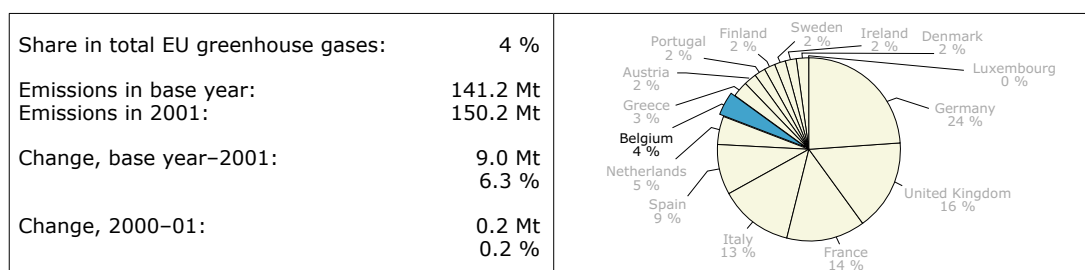 Share in total EU greenhouse gases: 4 %
Emissions in base year: 141.2 Mt
Emissions in 2001: 150.2 Mt
Change, base year–2001: 9.0 Mt
6.3 %
Change, 2000–01: 0.2 Mt
0.2 %
Portugal
2 %
Finland
2 %
Sweden
2 %
Ireland
2 %
Denmark
2 %
Luxembourg
0 %
Austria
2 %
Greece
3 %
Belgium
4 %
Netherlands
5 %
Spain
9 %
Italy
13 %
France
14 %
United Kingdom
16 %
Germany
24 %